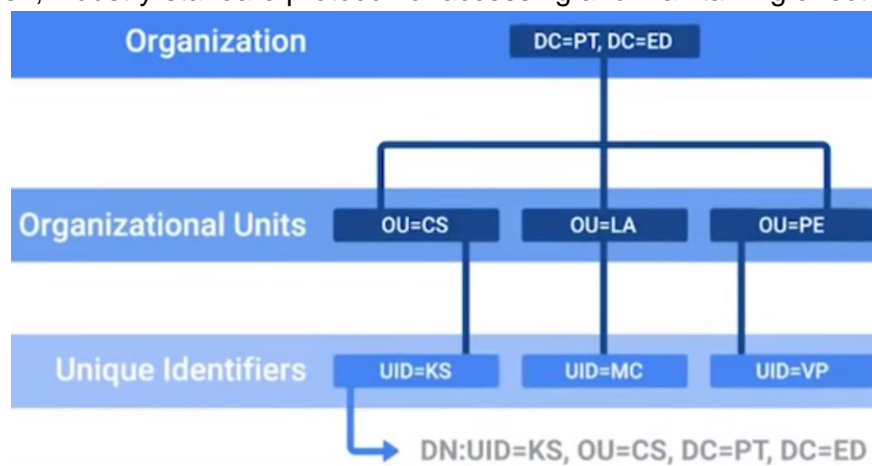 Organization DC=PT, DC=ED
Organizational Units OU=CS OU=LA OU=PE
Unique Identifiers UID=KS UID=MC UID=VP
DN:UID=KS, OU=CS, DC=PT, DC=ED